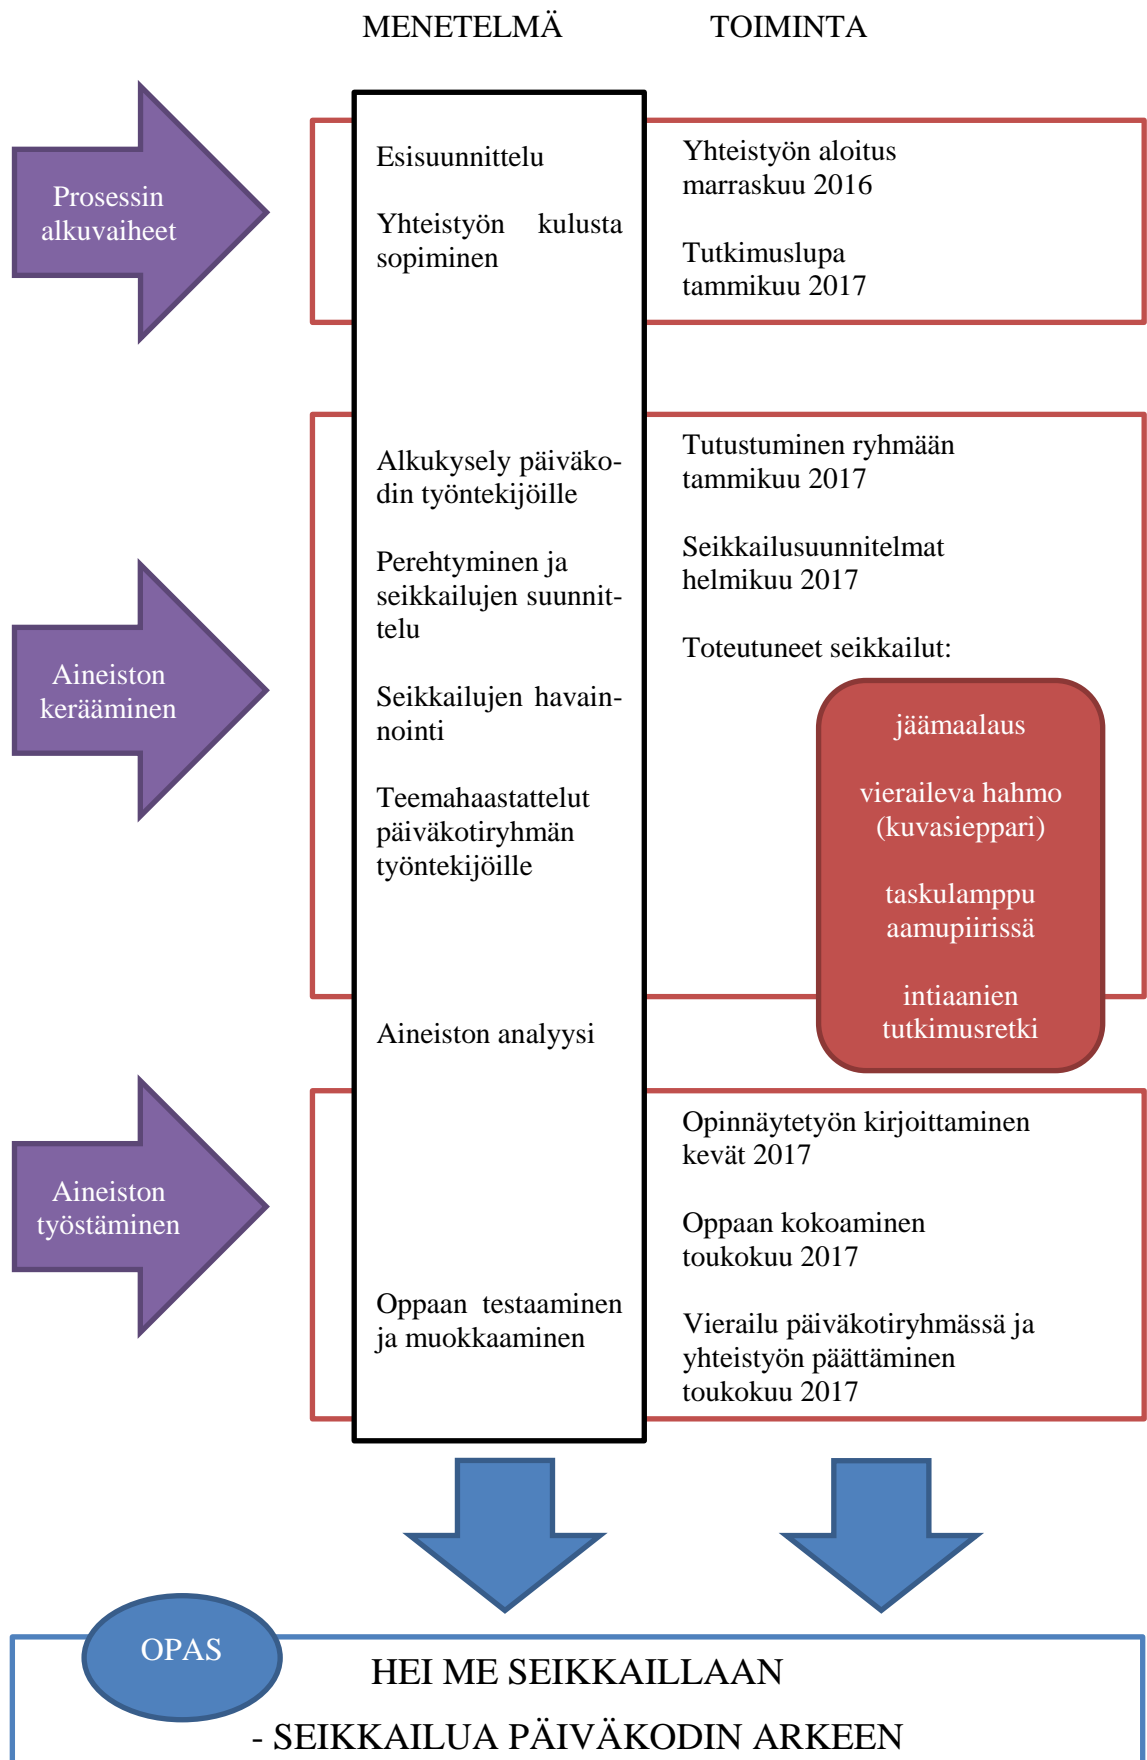 MENETELMÄ TOIMINTA
Prosessin
alkuvaiheet
Esisuunnittelu
Yhteistyön kulusta
sopiminen
Yhteistyön aloitus
marraskuu 2016
Tutkimuslupa
tammikuu 2017
Aineiston
kerääminen
Alkukysely päiväko-
din työntekijöille
Perehtyminen ja
seikkailujen suunnit-
telu
Seikkailujen havain-
nointi
Teemahaastattelut
päiväkotiryhmän
työntekijöille
Tutustuminen ryhmään
tammikuu 2017
Seikkailusuunnitelmat
helmikuu 2017
Toteutuneet seikkailut:
jäämaalaus
vieraileva hahmo
(kuvasieppari)
taskulamppu
aamupiirissä
intiaanien
tutkimusretki
Aineiston analyysi
Aineiston
työstäminen
Oppaan testaaminen
ja muokkaaminen
Opinnäytetyön kirjoittaminen
kevät 2017
Oppaan kokoaminen
toukokuu 2017
Vierailu päiväkotiryhmässä ja
yhteistyön päättäminen
toukokuu 2017
OPAS
HEI ME SEIKKAILLAAN
- SEIKKAILUA PÄIVÄKODIN ARKEEN